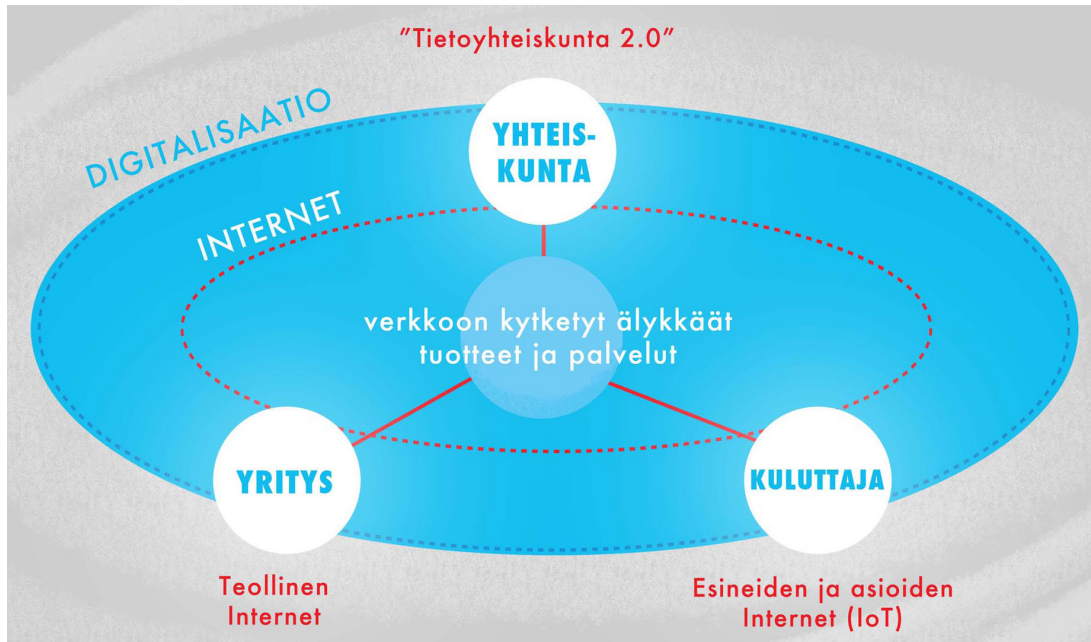 ”Tietoyhteiskunta 2.0”
DIGITALISAATIO
YHTEIS-
KUNTA
INTERNET
verkkoon kytketyt älykkäät
tuotteet ja palvelut
YRITYS
KULUTTAJA
Teollinen
Internet
Esineiden ja asioiden
Internet (IoT)